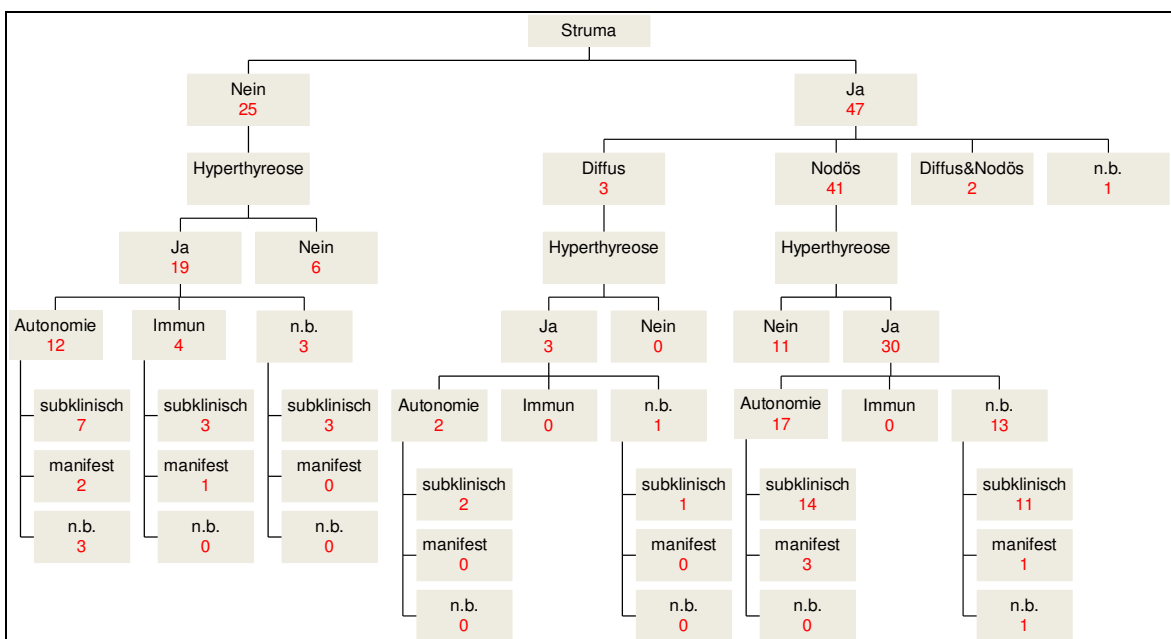 Struma
Nein
25
Ja
47
Hyperthyreose
Diffus
3
Nodös
41
Diffus&Nodös
2
n.b.
1
Ja
19
Nein
6
Hyperthyreose
Hyperthyreose
Autonomie
12
Immun
4
n.b.
3
Ja
3
Nein
0
Nein
11
Ja
30
subklinisch
7
subklinisch
3
subklinisch
3
Autonomie
2
Immun
0
n.b.
1
Autonomie
17
Immun
0
n.b.
13
manifest
2
manifest
1
manifest
0
subklinisch
2
subklinisch
1
subklinisch
14
subklinisch
11
n.b.
3
n.b.
0
n.b.
0
manifest
0
manifest
0
manifest
3
manifest
1
n.b.
0
n.b.
0
n.b.
0
n.b.
1